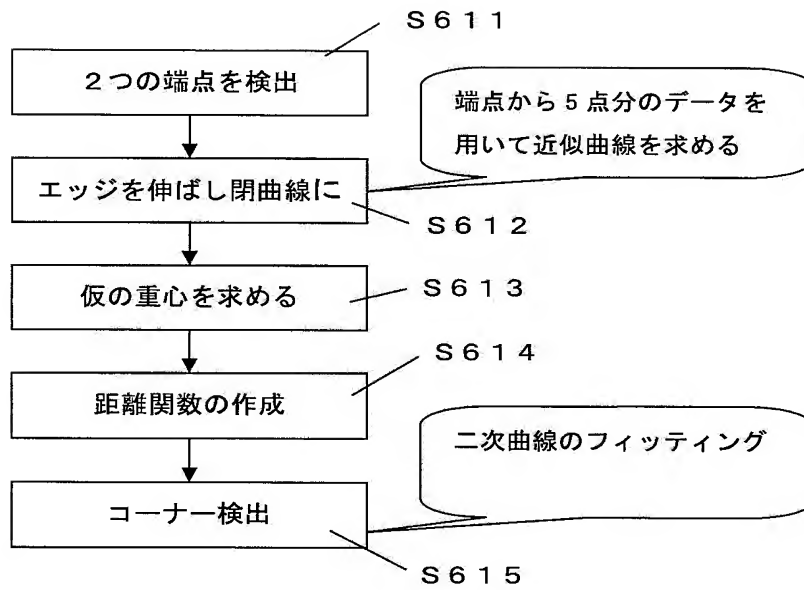 S611
2つの端点を検出
端点から5点分のデータを
用いて近似曲線を求める
エッジを伸ばし閉曲線に
S612
仮の重心を求める
S613
S614
距離関数の作成
二次曲線のフィッティング
コーナー検出
S615